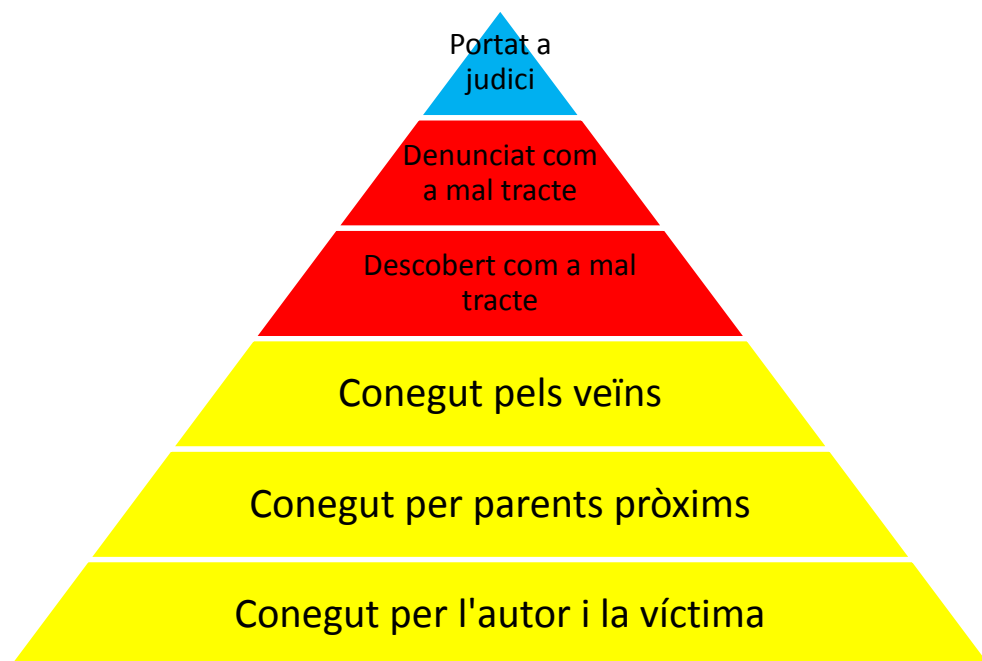 Portat a
judici
Denunciat com
a mal tracte
Descobert com a mal
tracte
Conegut pels veïns
Conegut per parents pròxims
Conegut per l'autor i la víctima